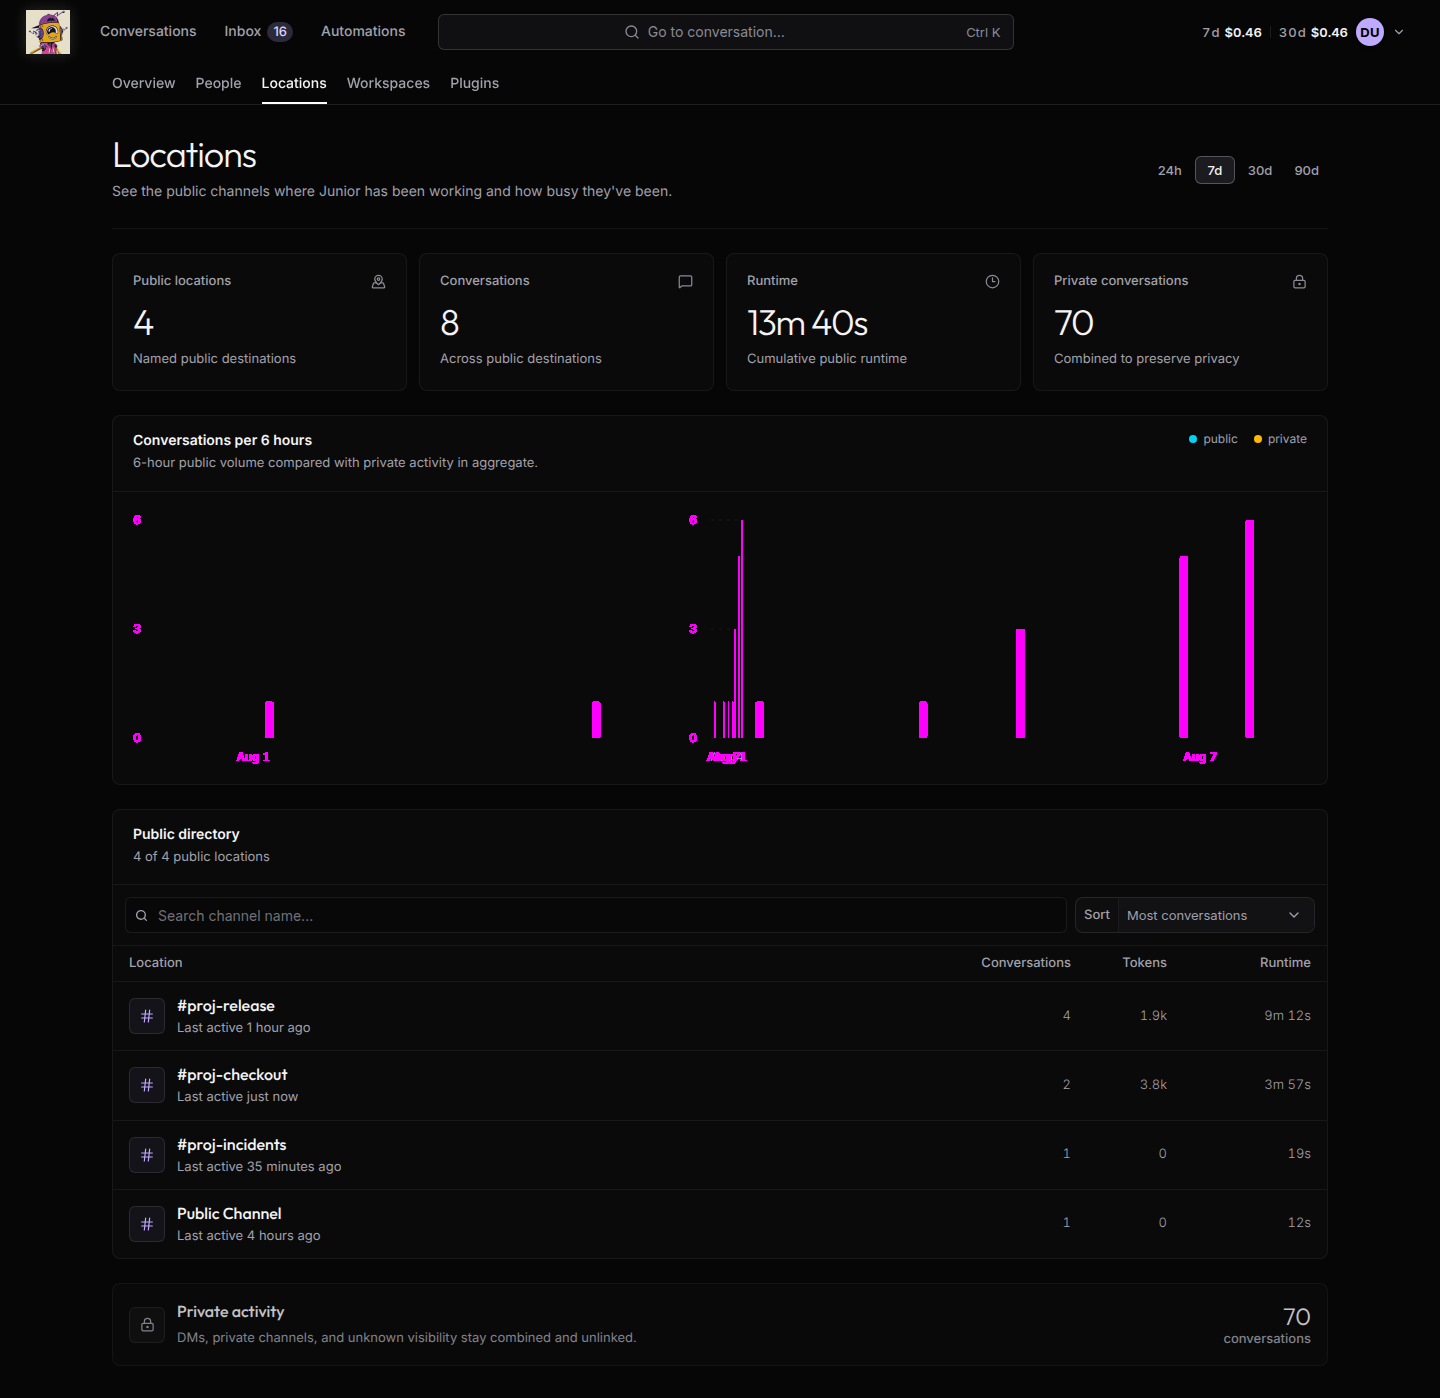 Conversations
Inbox 16
Automations
Go to conversation...
Ctrl K
7d $0.46
30d $0.46
DU
Overview
People
Locations
Workspaces
Plugins
Locations
See the public channels where Junior has been working and how busy they've been.
24h
7d
30d
90d
Public locations
4
Named public destinations
Conversations
8
Across public destinations
Runtime
13m 40s
Cumulative public runtime
Private conversations
70
Combined to preserve privacy
Conversations per 6 hours
6-hour public volume compared with private activity in aggregate.
public
private
6
3
0
Aug 1
6
3
0
Aug 7
Public directory
4 of 4 public locations
Search channel name...
Sort
Most conversations
Location
Conversations
Tokens
Runtime
#proj-release
Last active 1 hour ago
4
1.9k
9m 12s
#proj-checkout
Last active just now
2
3.8k
3m 57s
#proj-incidents
Last active 35 minutes ago
1
0
19s
Public Channel
Last active 4 hours ago
1
0
12s
Private activity
DMs, private channels, and unknown visibility stay combined and unlinked.
70
conversations